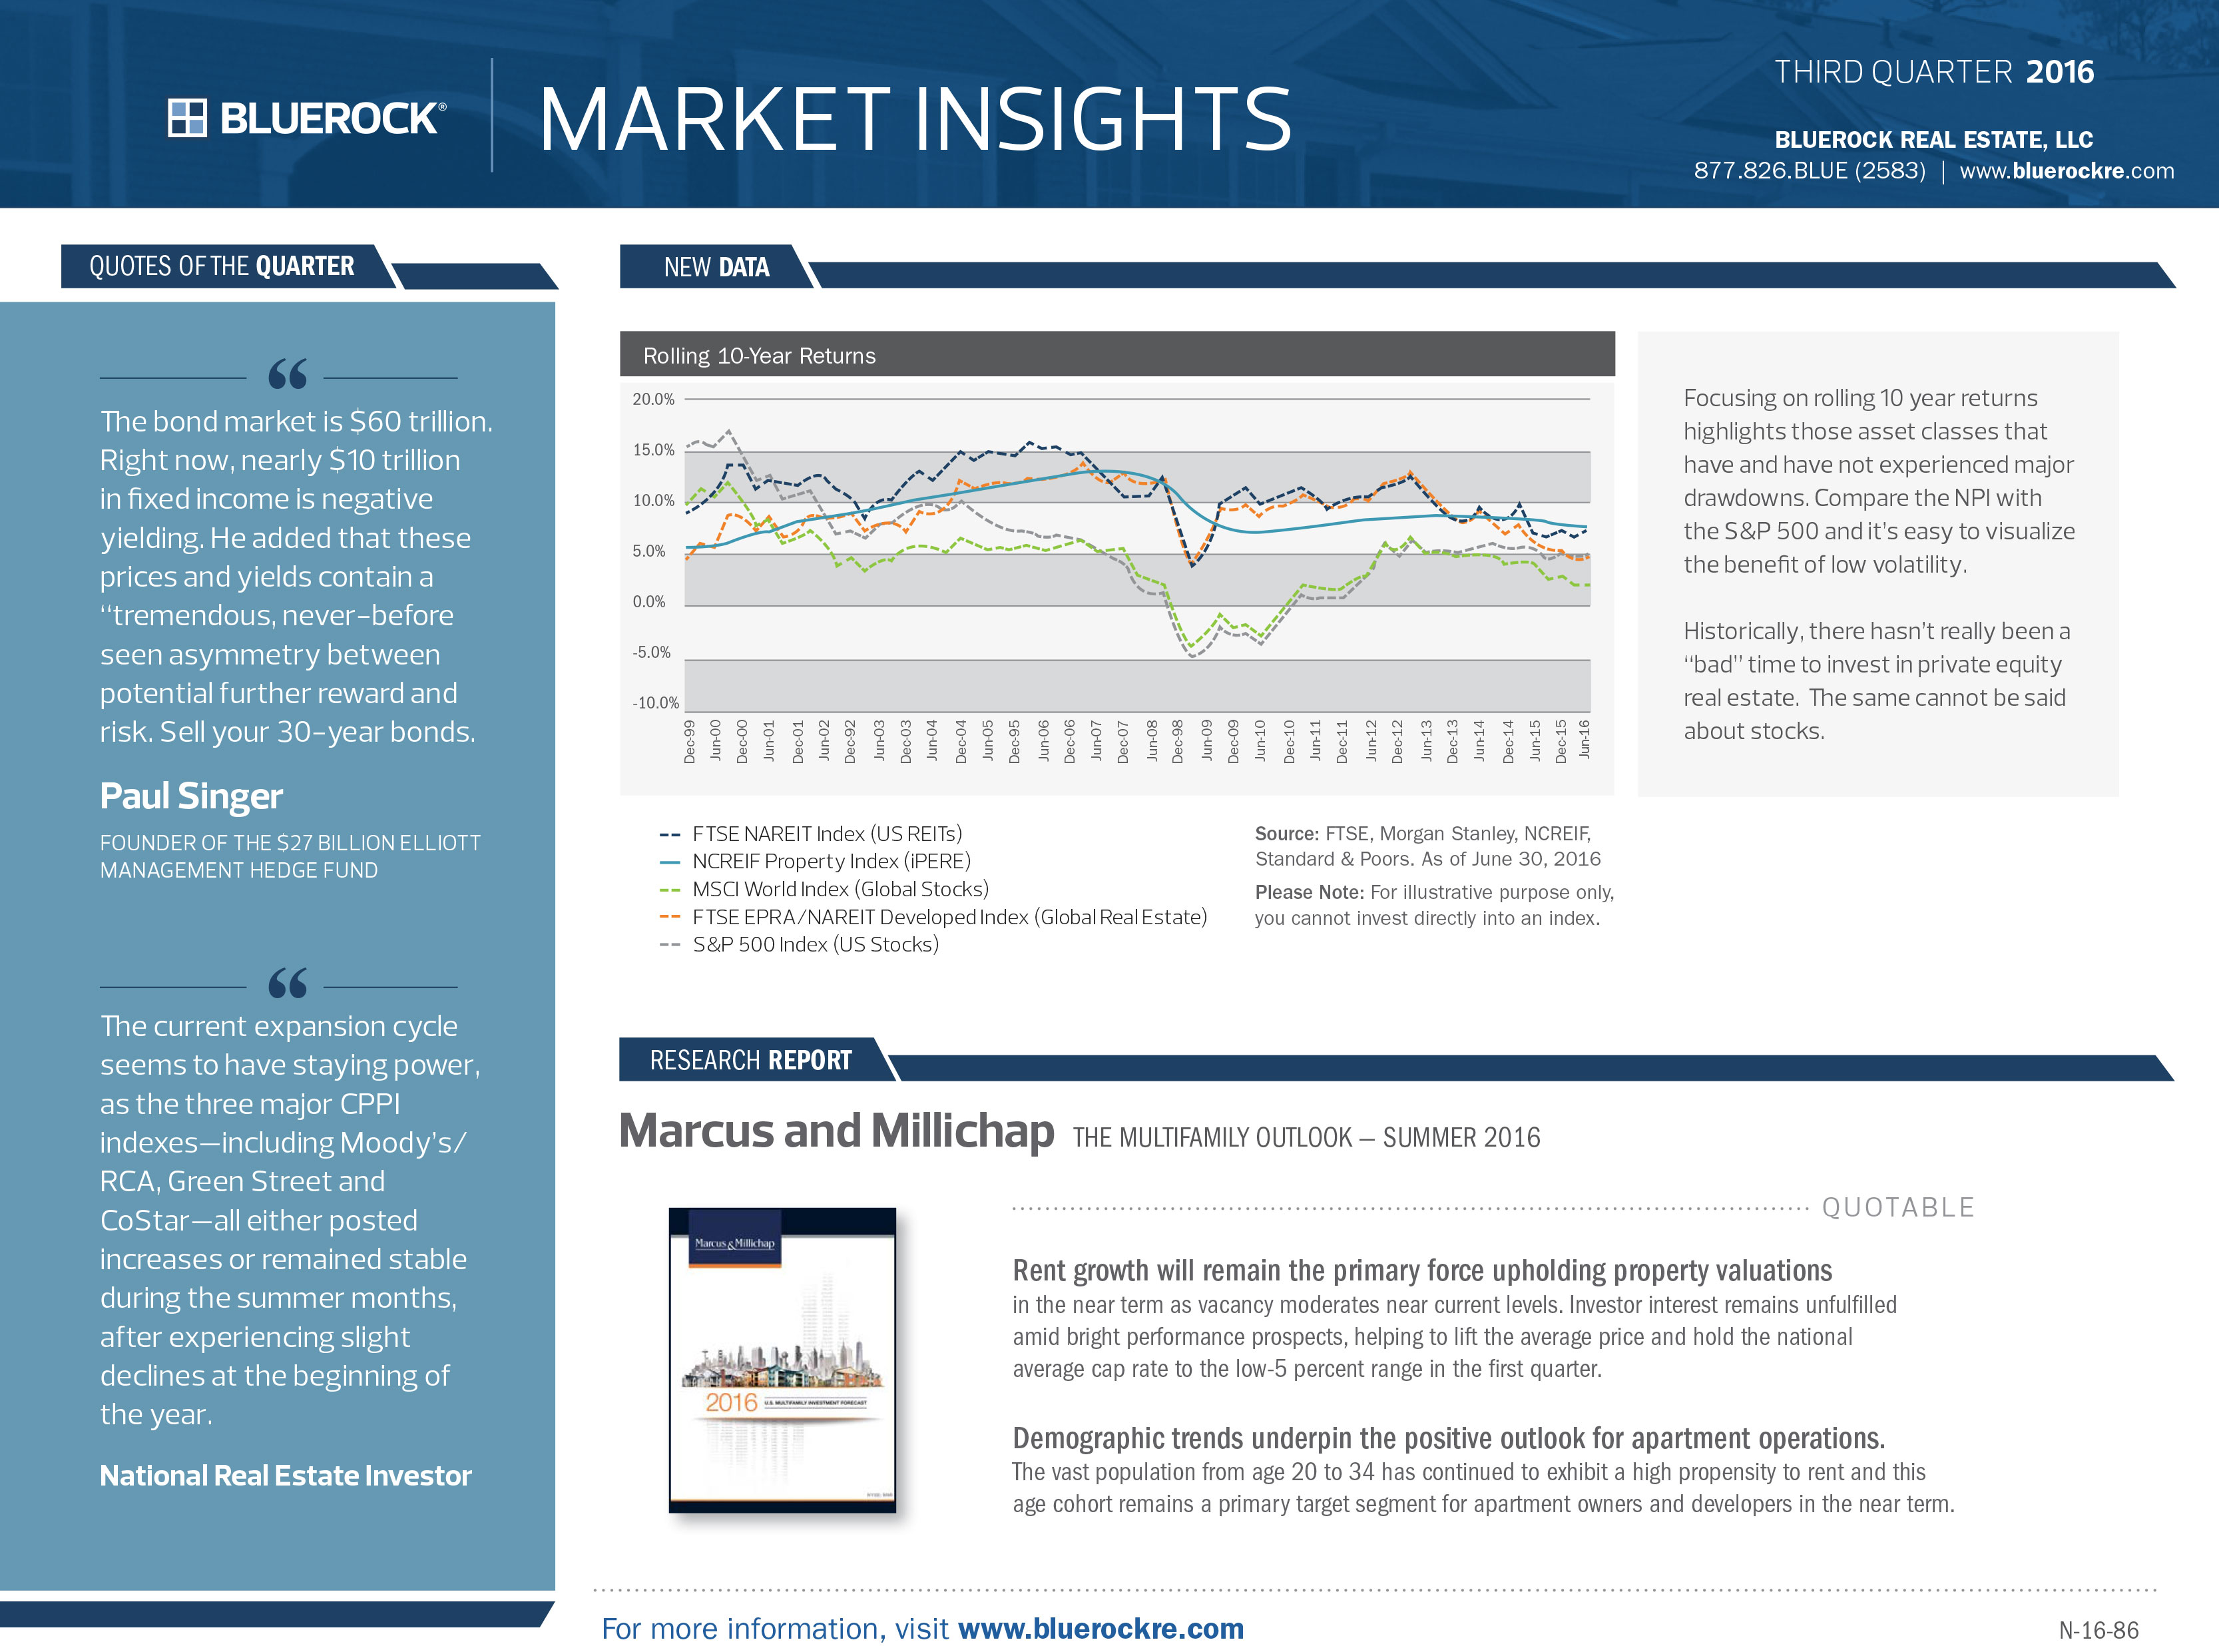 BLUEROCK®
MARKET INSIGHTS
THIRD QUARTER 2016
BLUEROCK REAL ESTATE, LLC
877.826.BLUE (2583) | www.bluerockre.com
QUOTES OF THE QUARTER
“
The bond market is $60 trillion.
Right now, nearly $10 trillion
in fixed income is negative
yielding. He added that these
prices and yields contain a
“tremendous, never-before
seen asymmetry between
potential further reward and
risk. Sell your 30-year bonds.
Paul Singer
FOUNDER OF THE $27 BILLION ELLIOTT
MANAGEMENT HEDGE FUND
“
The current expansion cycle
seems to have staying power,
as the three major CPPI
indexes—including Moody’s/
RCA, Green Street and
CoStar—all either posted
increases or remained stable
during the summer months,
after experiencing slight
declines at the beginning of
the year.
National Real Estate Investor
NEW DATA
Rolling 10-Year Returns
20.0%
15.0%
10.0%
5.0%
0.0%
-5.0%
-10.0%
Dec-99
Jun-00
Dec-00
Jun-01
Dec-01
Jun-02
Dec-92
Jun-03
Dec-03
Jun-04
Dec-04
Jun-05
Dec-95
Jun-06
Dec-06
Jun-07
Dec-07
Jun-08
Dec-98
Jun-09
Dec-09
Jun-10
Dec-10
Jun-11
Dec-11
Jun-12
Dec-12
Jun-13
Dec-13
Jun-14
Dec-14
Jun-15
Dec-15
Jun-16
FTSE NAREIT Index (US REITs)
NCREIF Property Index (iPERE)
MSCI World Index (Global Stocks)
FTSE EPRA/NAREIT Developed Index (Global Real Estate)
S&P 500 Index (US Stocks)
Source: FTSE, Morgan Stanley, NCREIF,
Standard & Poors. As of June 30, 2016
Please Note: For illustrative purpose only,
you cannot invest directly into an index.
Focusing on rolling 10 year returns
highlights those asset classes that
have and have not experienced major
drawdowns. Compare the NPI with
the S&P 500 and it’s easy to visualize
the benefit of low volatility.
Historically, there hasn’t really been a
“bad” time to invest in private equity
real estate. The same cannot be said
about stocks.
RESEARCH REPORT
Marcus and Millichap THE MULTIFAMILY OUTLOOK – SUMMER 2016
Marcus & Millichap
2016 U.S. MULTIFAMILY INVESTMENT FORECAST
QUOTABLE
Rent growth will remain the primary force upholding property valuations
in the near term as vacancy moderates near current levels. Investor interest remains unfulfilled
amid bright performance prospects, helping to lift the average price and hold the national
average cap rate to the low-5 percent range in the first quarter.
Demographic trends underpin the positive outlook for apartment operations.
The vast population from age 20 to 34 has continued to exhibit a high propensity to rent and this
age cohort remains a primary target segment for apartment owners and developers in the near term.
For more information, visit www.bluerockre.com
N-16-86